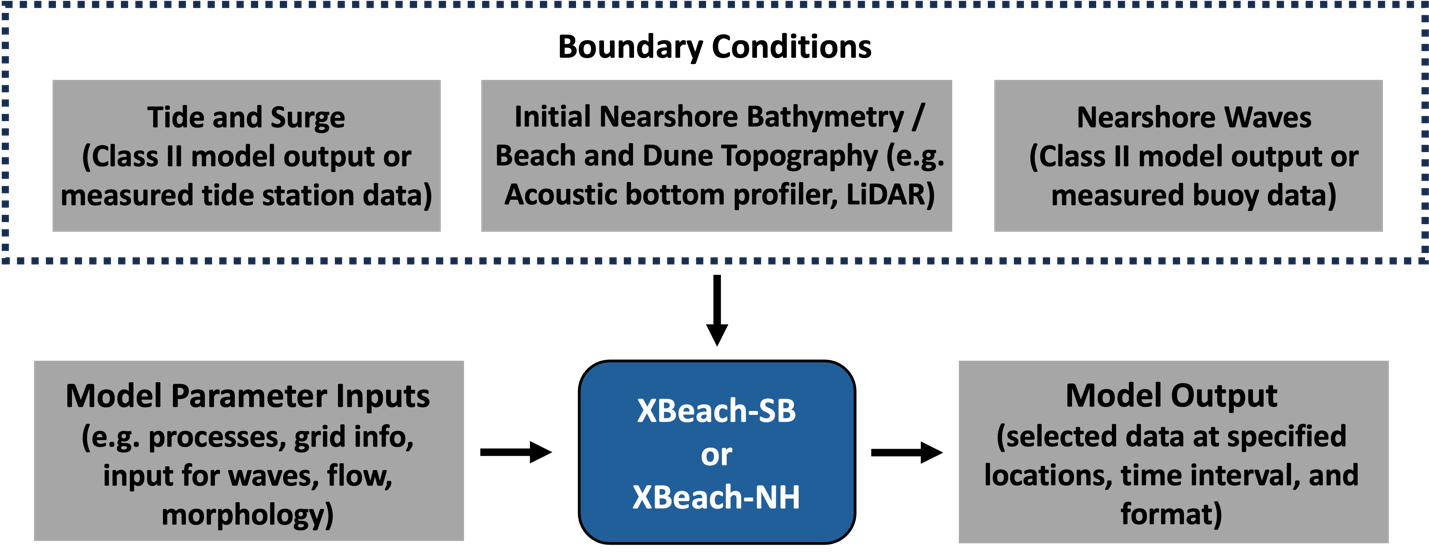 Boundary Conditions
Tide and Surge
(Class II model output or
measured tide station data)
Initial Nearshore Bathymetry /
Beach and Dune Topography (e.g.
Acoustic bottom profiler, LiDAR)
Nearshore Waves
(Class II model output or
measured buoy data)
Model Parameter Inputs
(e.g. processes, grid info,
input for waves, flow,
morphology)
XBeach-SB
or
XBeach-NH
Model Output
(selected data at specified
locations, time interval, and
format)